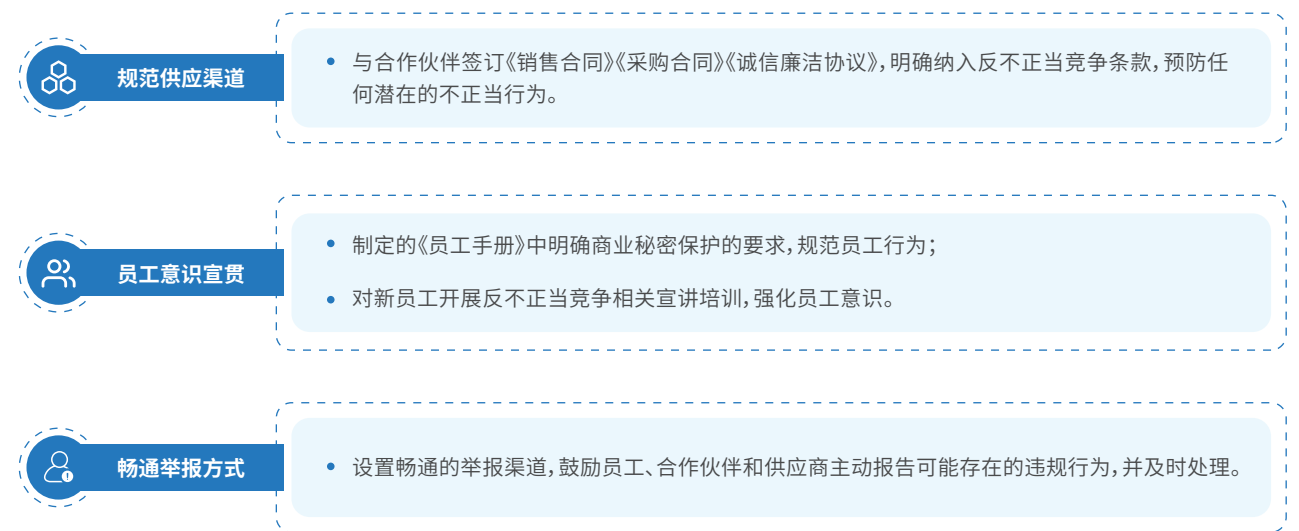 规范供应渠道
• 与合作伙伴签订《销售合同》《采购合同》《诚信廉洁协议》，明确纳入反不正当竞争条款，预防任
何潜在的不正当行为。
员工意识宣贯
• 制定的《员工手册》中明确商业秘密保护的要求，规范员工行为；
• 对新员工开展反不正当竞争相关宣讲培训，强化员工意识。
畅通举报方式
• 设置畅通的举报渠道，鼓励员工、合作伙伴和供应商主动报告可能存在的违规行为，并及时处理。